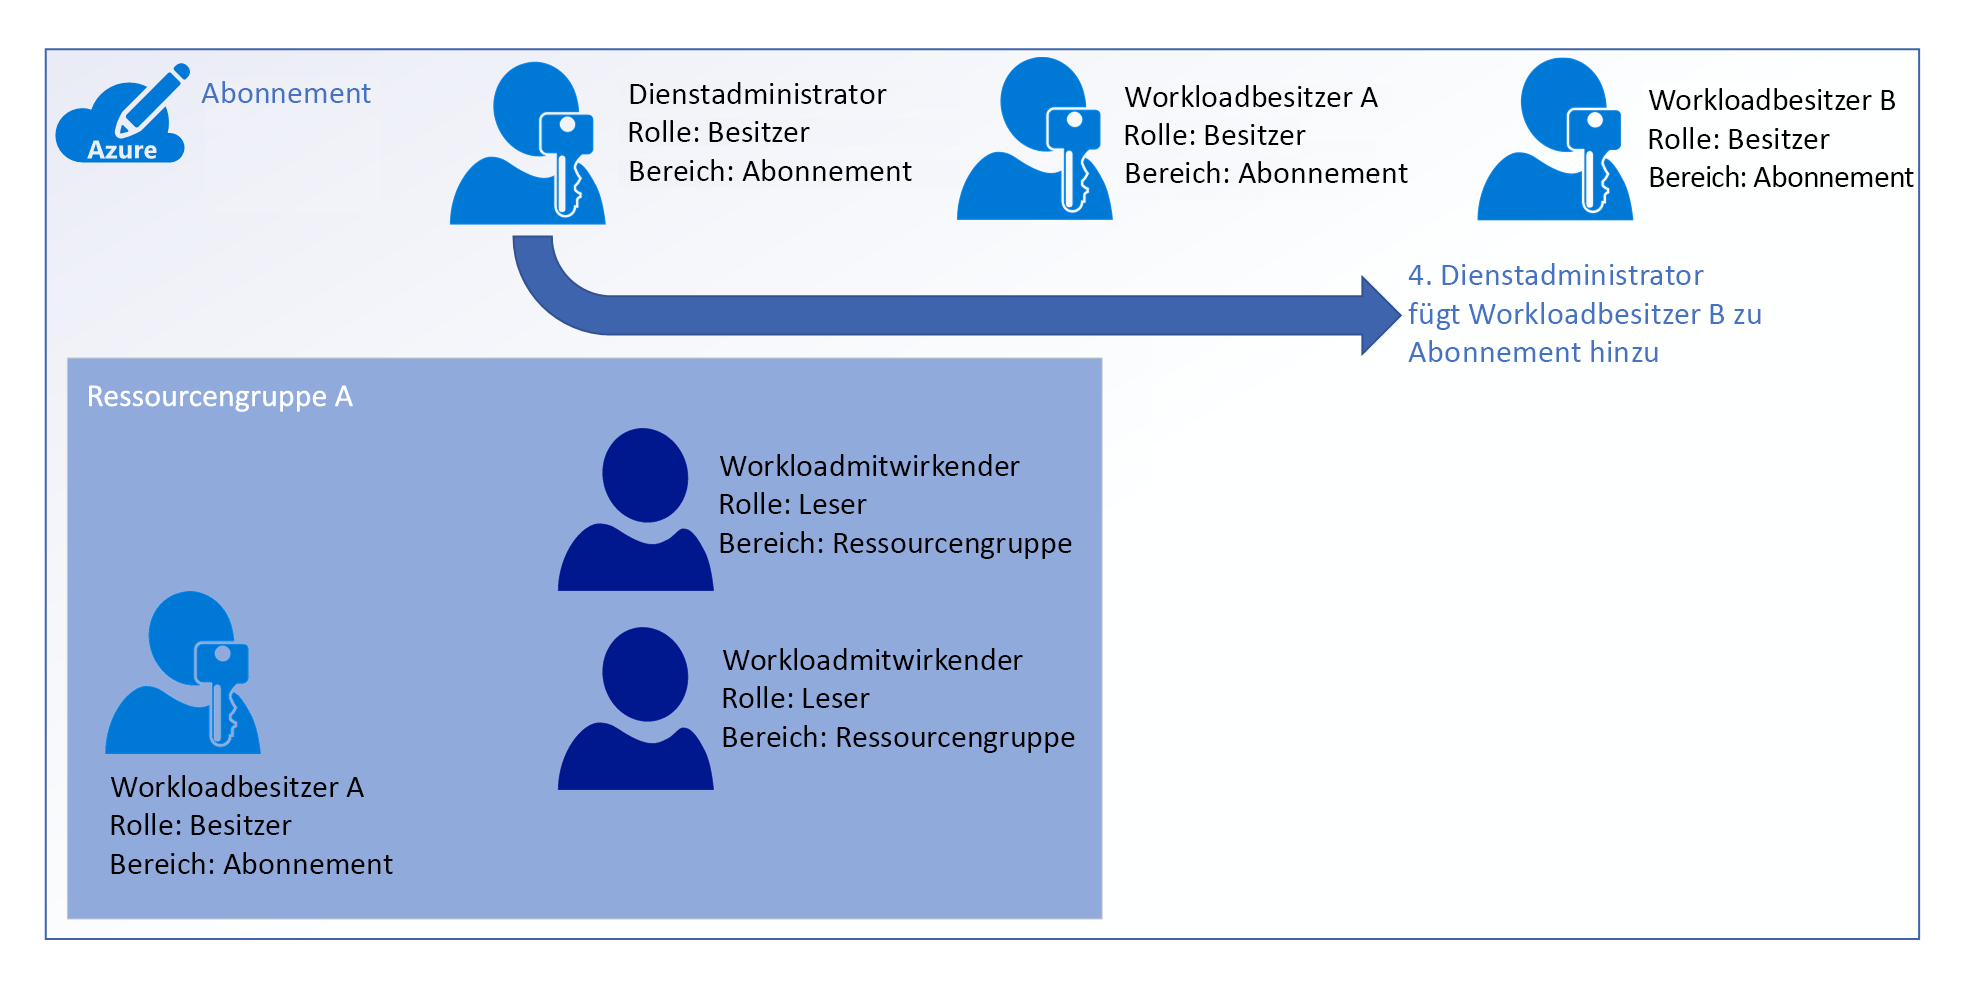 Azure
Abonnement
Dienstadministrator
Rolle: Besitzer
Bereich: Abonnement
Workloadbesitzer A
Rolle: Besitzer
Bereich: Abonnement
Workloadbesitzer B
Rolle: Besitzer
Bereich: Abonnement
4. Dienstadministrator
fügt Workloadbesitzer B zu
Abonnement hinzu
Ressourcengruppe A
Workloadmitwirkender
Rolle: Leser
Bereich: Ressourcengruppe
Workloadmitwirkender
Rolle: Leser
Bereich: Ressourcengruppe
Workloadbesitzer A
Rolle: Besitzer
Bereich: Abonnement